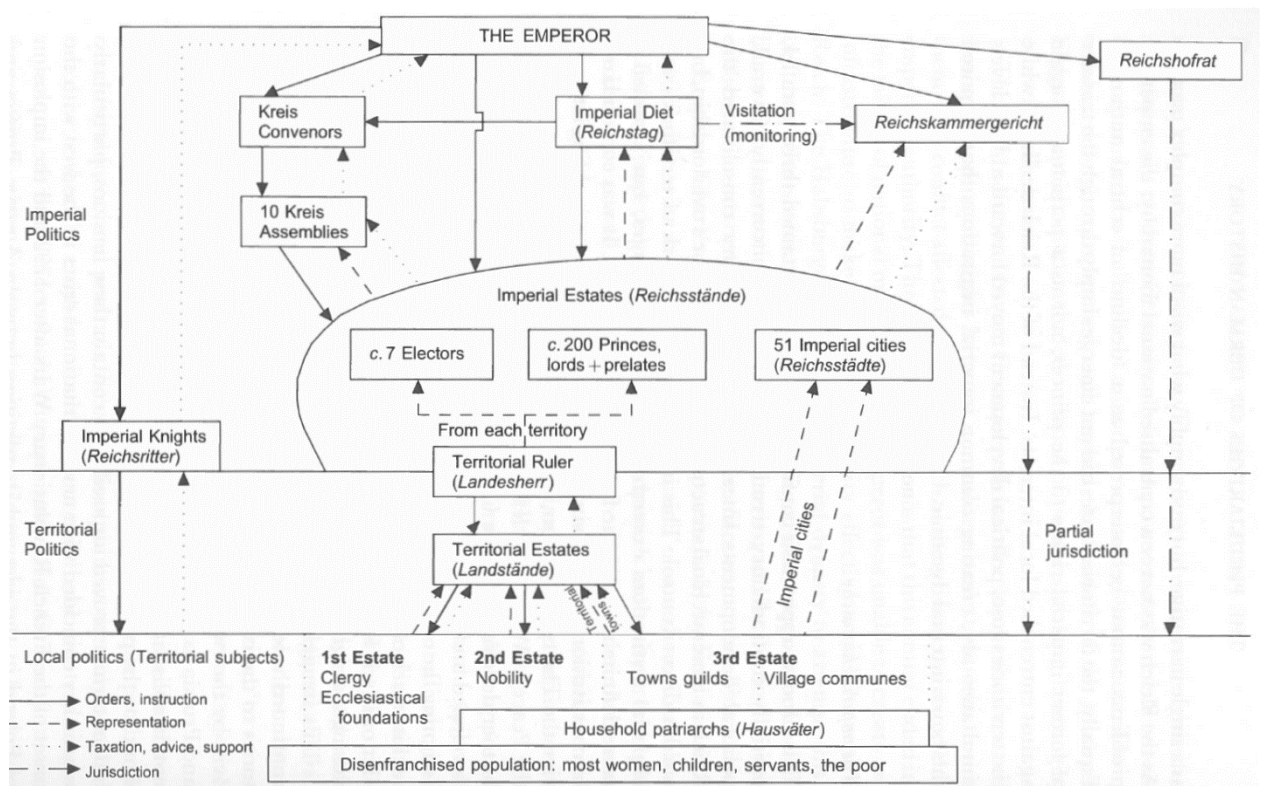 THE EMPEROR
Reichshofrat
Kreis
Convenors
Imperial Diet
(Reichstag)
Visitation
(monitoring)
Reichskammergericht
Imperial
Politics
10 Kreis
Assemblies
Imperial Estates (Reichsstände)
c. 7 Electors
c. 200 Princes,
lords + prelates
51 Imperial cities
(Reichsstädte)
From each territory
Imperial Knights
(Reichsritter)
Territorial Ruler
(Landesherr)
Territorial
Politics
Territorial Estates
(Landstände)
Imperial cities
Partial
jurisdiction
Territorial
towns
Local politics (Territorial subjects)
1st Estate
Clergy
Ecclesiastical
foundations
2nd Estate
Nobility
3rd Estate
Towns guilds
Village communes
Orders, instruction
Representation
Taxation, advice, support
Jurisdiction
Household patriarchs (Hausväter)
Disenfranchised population: most women, children, servants, the poor